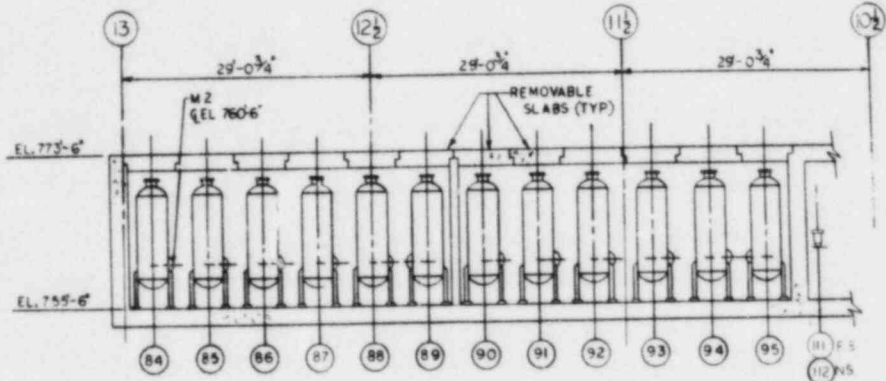 13 12½ 11½ 10½
29'-0¾" 29'-0¾" 29'-0¾"
M2
℄ EL 760'-6"
REMOVABLE
SLABS (TYP)
EL. 773'-6"
EL. 755'-6"
84 85 86 87 88 89 90 91 92 93 94 95 111 F.S
112 N.S.